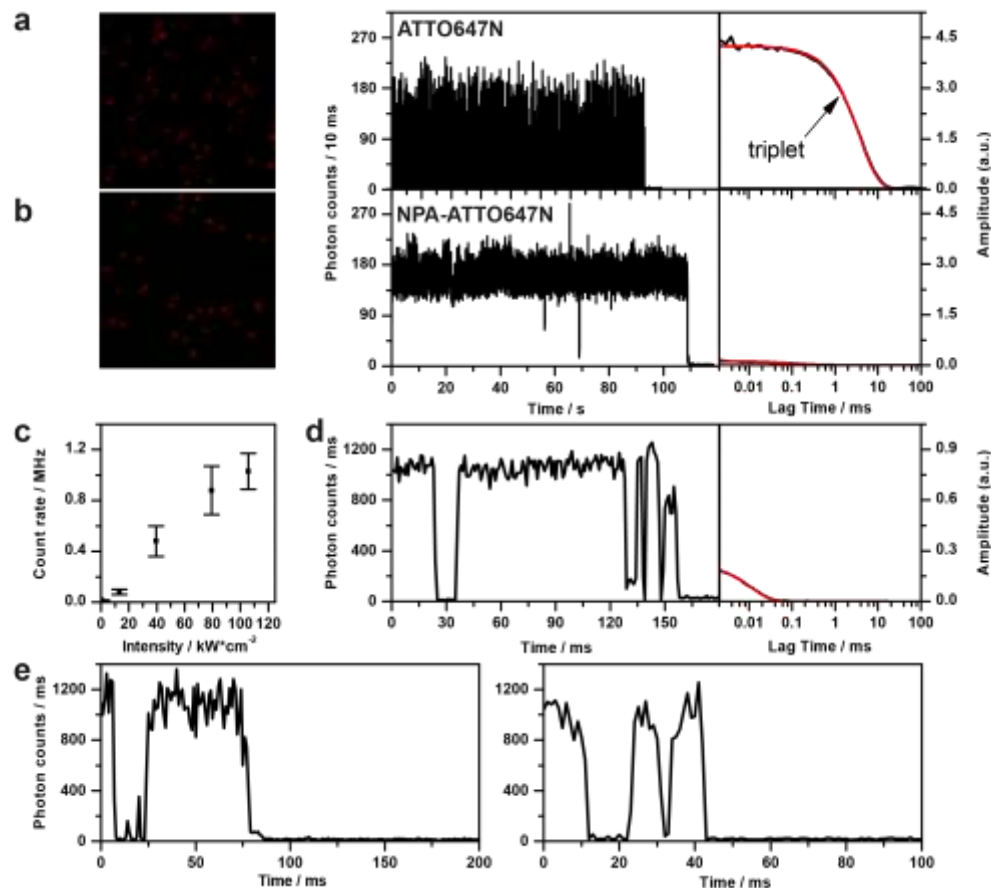 a
ATTO647N
270
180
90
0
triplet
4.5
3.0
1.5
0.0
b
NPA-ATTO647N
270
180
90
0
4.5
3.0
1.5
0.0
Photon counts / 10 ms
Amplitude (a.u.)
0 20 40 60 80 100
Time / s
0.01 0.1 1 10 100
Lag Time / ms
c
1.2
0.8
0.4
0.0
Count rate / MHz
0 20 40 60 80 100 120
Intensity / kW*cm-2
d
1200
800
400
0
Photon counts / ms
0 30 60 90 120 150
Time / ms
0.9
0.6
0.3
0.0
Amplitude (a.u.)
0.01 0.1 1 10 100
Lag Time / ms
e
1200
800
400
0
Photon counts / ms
0 50 100 150 200
Time / ms
1200
800
400
0
0 20 40 60 80 100
Time / ms